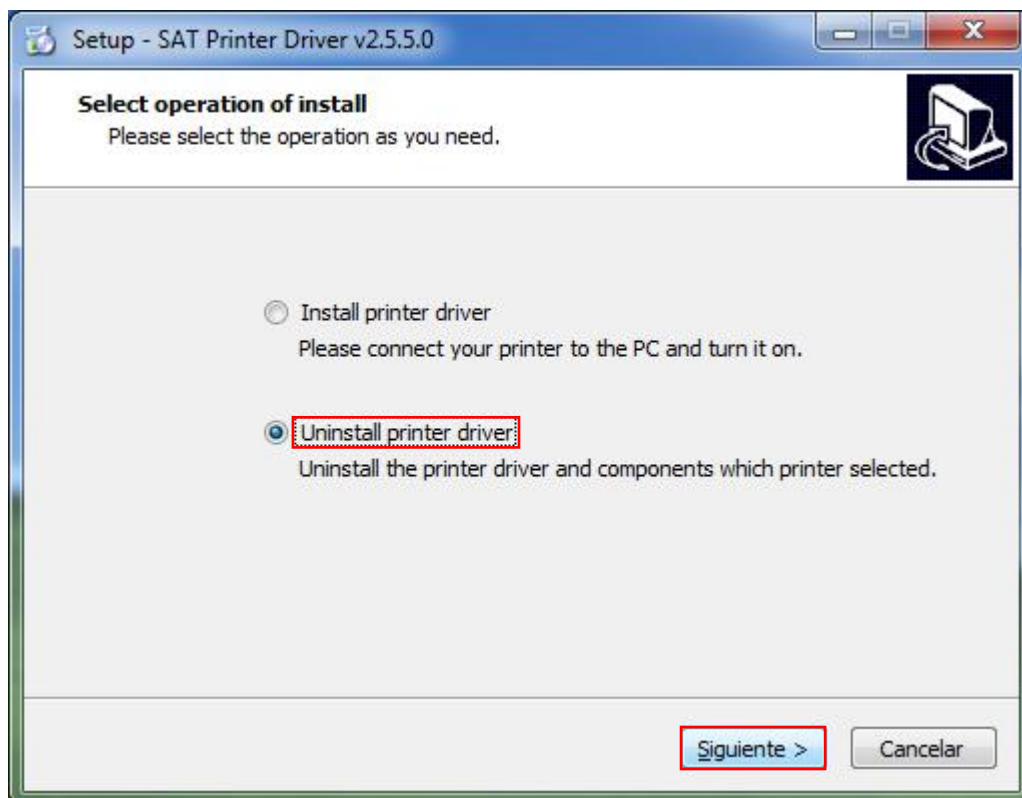 Setup - SAT Printer Driver v2.5.5.0
Select operation of install
Please select the operation as you need.
Install printer driver
Please connect your printer to the PC and turn it on.
Uninstall printer driver
Uninstall the printer driver and components which printer selected.
Siguiente >
Cancelar